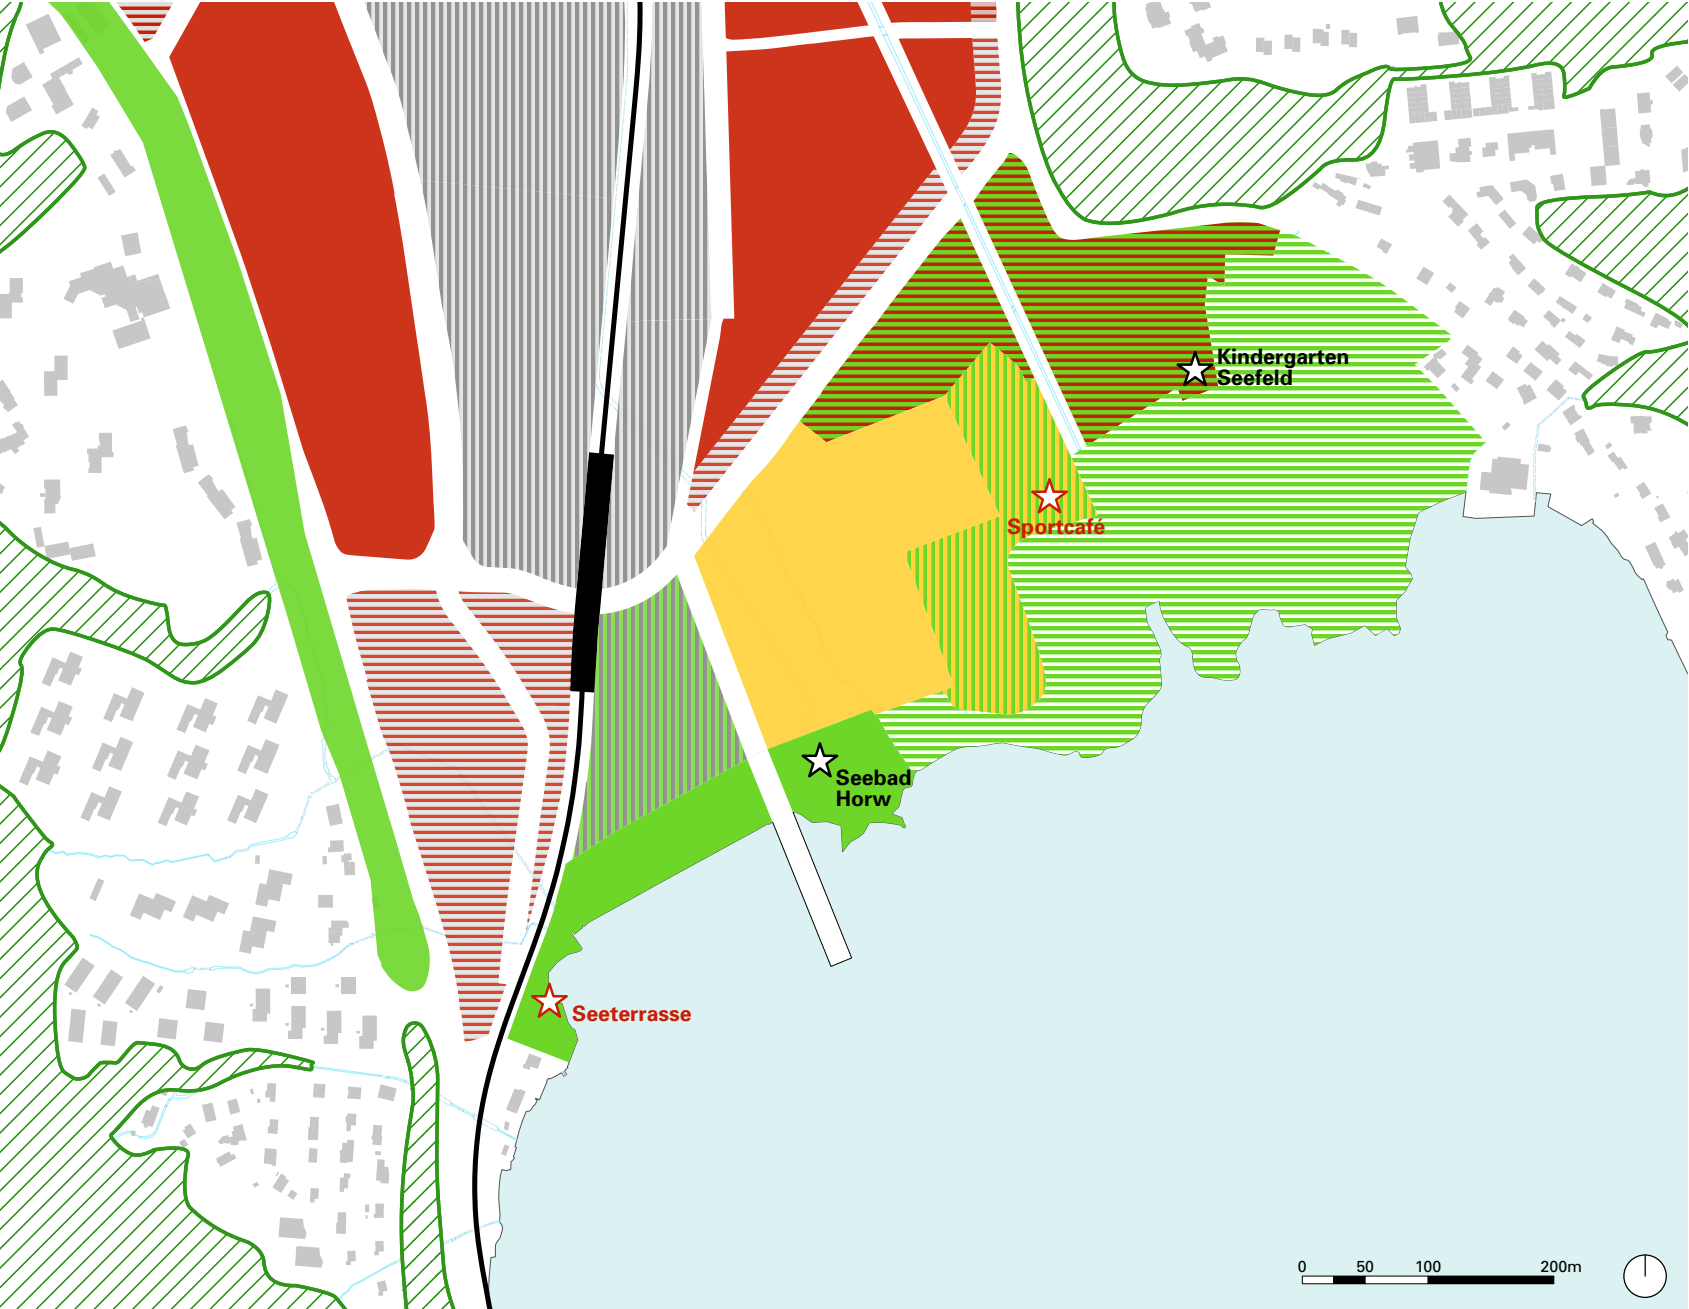 Kindergarten
Seefeld
Sportcafé
Seebad
Horw
Seeterrasse
0 50 100 200m